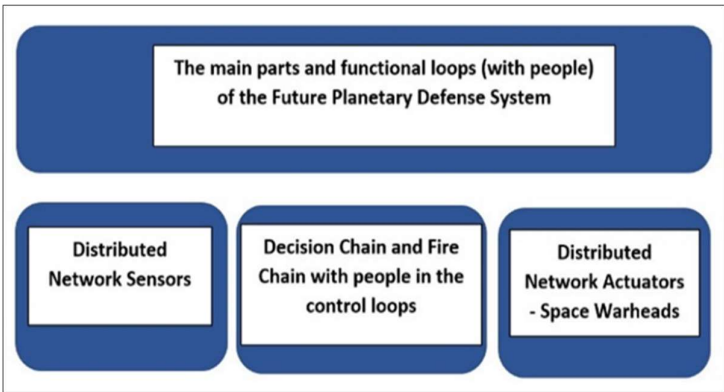 The main parts and functional loops (with people)
of the Future Planetary Defense System
Distributed
Network Sensors
Decision Chain and Fire
Chain with people in the
control loops
Distributed
Network Actuators
- Space Warheads